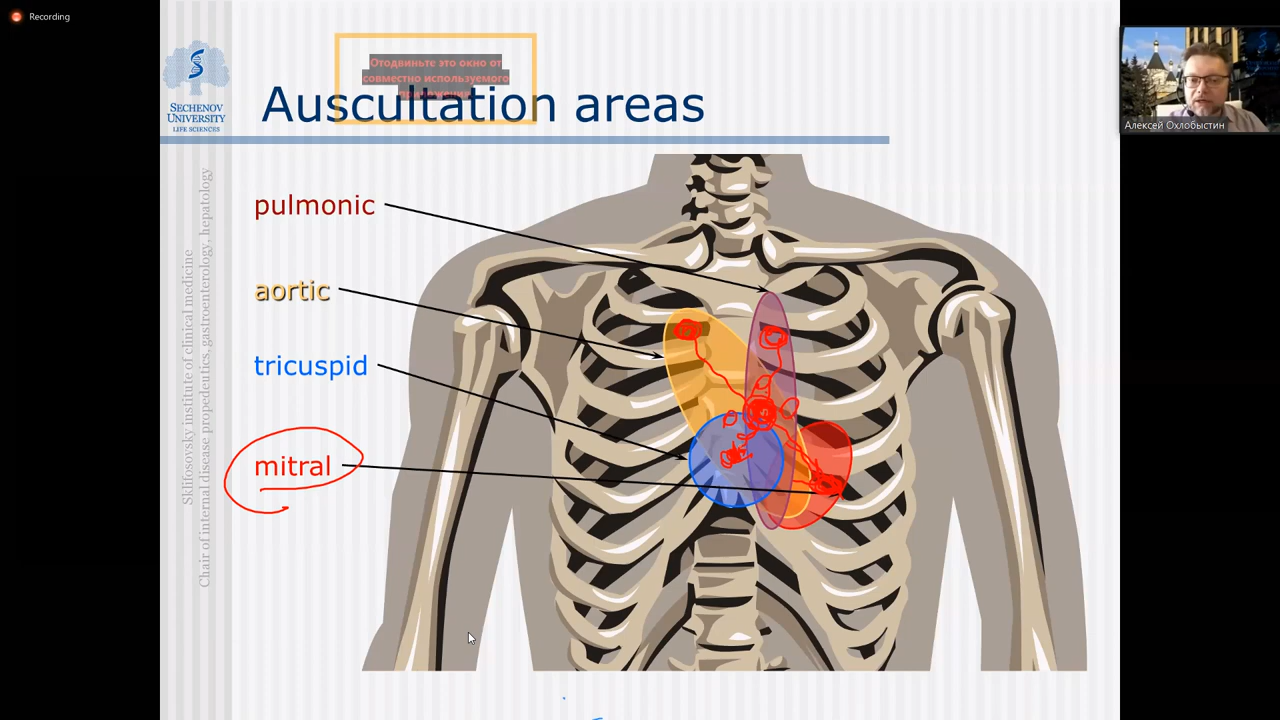 Recording
Отодвиньте это окно от
совместно используемого
приложения
Auscultation areas
SECHENOV
UNIVERSITY
LIFE SCIENCES
Алексей Охлобыстин
Sklifosovsky institute of clinical medicine
Chair of internal disease propedeutics, gastroenterology, hepatology
pulmonic
aortic
tricuspid
mitral